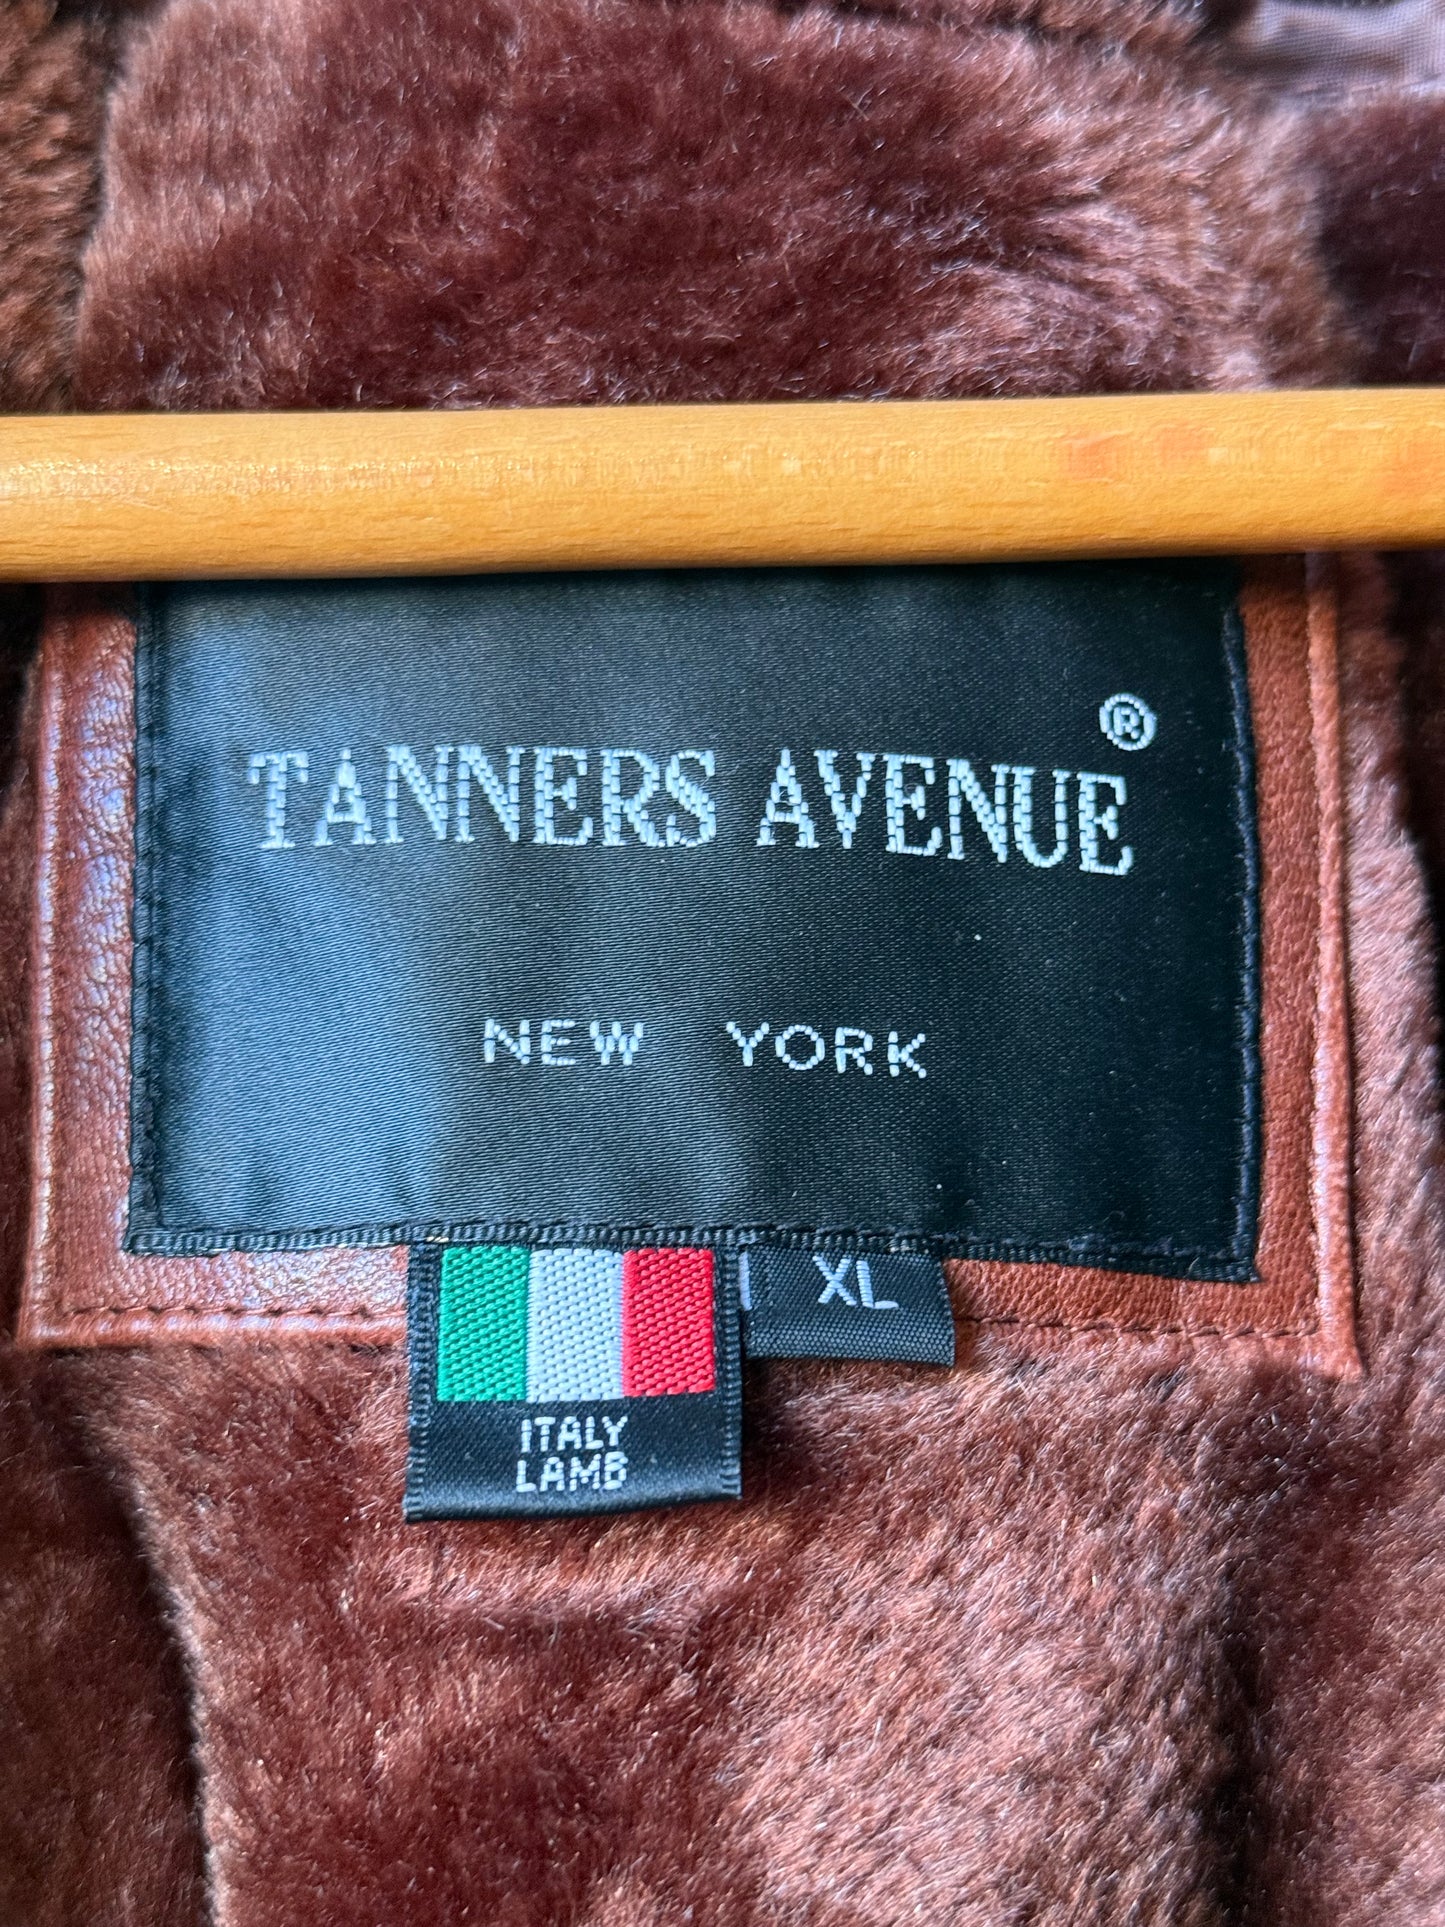 TANNERS AVENUE ®
NEW YORK
XL
ITALY
LAMB